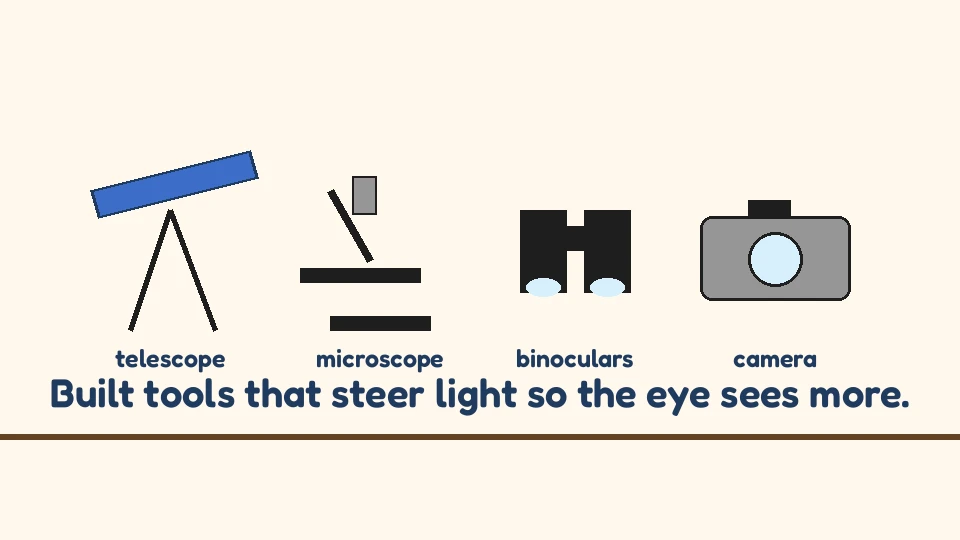 telescope microscope binoculars camera
Built tools that steer light so the eye sees more.